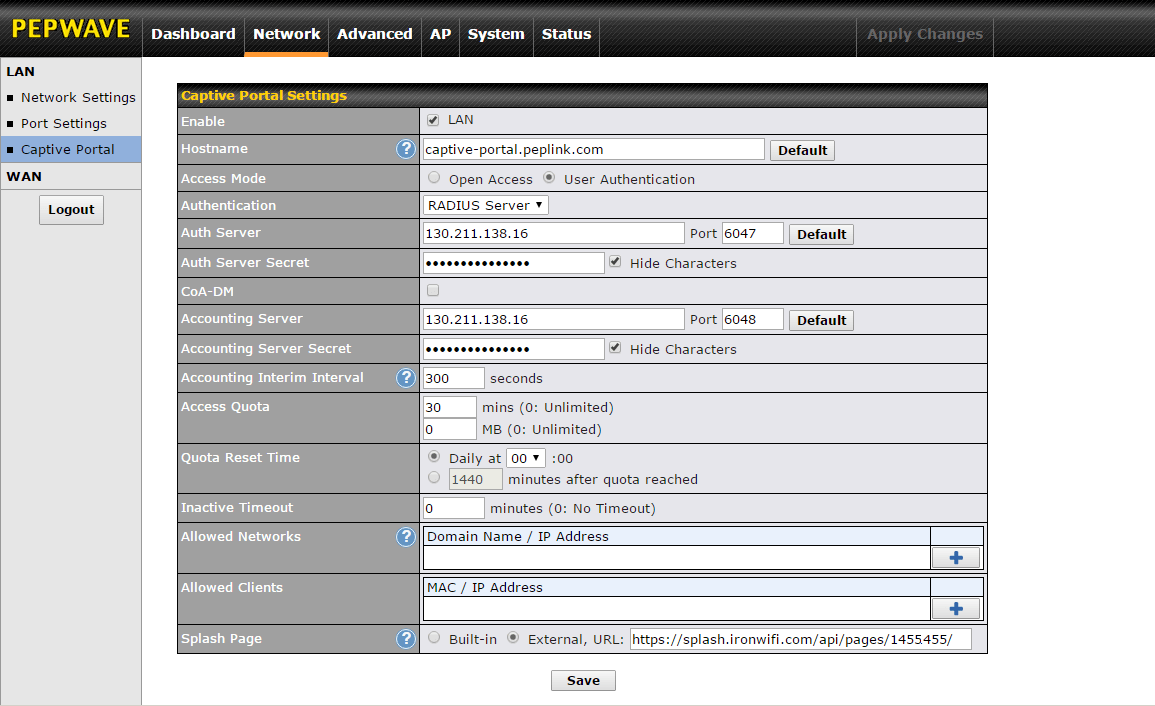 PEPWAVE
Dashboard Network Advanced AP System Status Apply Changes
LAN
Network Settings
Port Settings
Captive Portal
WAN
Logout
Captive Portal Settings
Enable LAN
Hostname ? captive-portal.peplink.com Default
Access Mode Open Access User Authentication
Authentication RADIUS Server
Auth Server 130.211.138.16 Port 6047 Default
Auth Server Secret ••••••••••••••• Hide Characters
CoA-DM
Accounting Server 130.211.138.16 Port 6048 Default
Accounting Server Secret ••••••••••••••• Hide Characters
Accounting Interim Interval ? 300 seconds
Access Quota 30 mins (0: Unlimited)
0 MB (0: Unlimited)
Quota Reset Time Daily at 00 :00
1440 minutes after quota reached
Inactive Timeout 0 minutes (0: No Timeout)
Allowed Networks ? Domain Name / IP Address
Allowed Clients MAC / IP Address
Splash Page ? Built-in External, URL: https://splash.ironwifi.com/api/pages/1455455/
Save